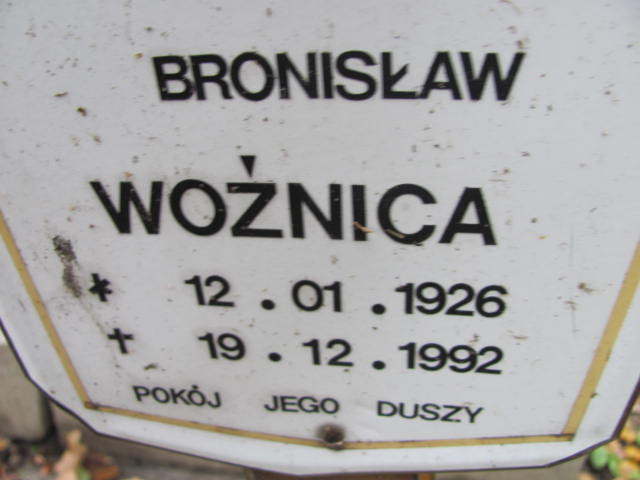 BRONISŁAW
WOŹNICA
* 12.01.1926
† 19.12.1992
POKÓJ JEGO DUSZY